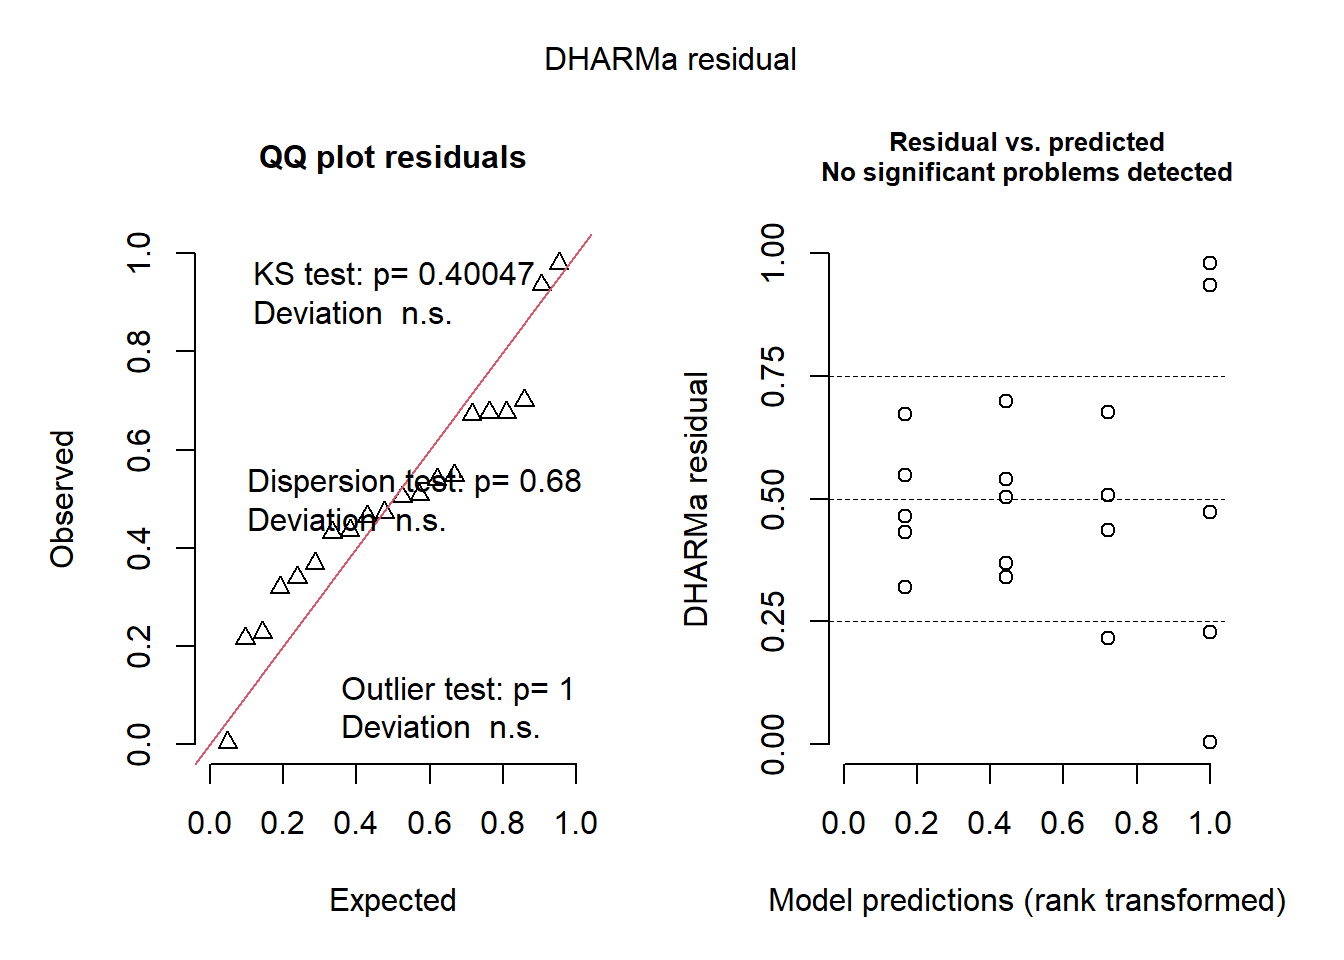 DHARMa residual
QQ plot residuals
KS test: p= 0.40047
Deviation  n.s.
Dispersion test: p= 0.68
Deviation  n.s.
Outlier test: p= 1
Deviation  n.s.
Observed
0.0 0.2 0.4 0.6 0.8 1.0
0.0 0.2 0.4 0.6 0.8 1.0
Expected
Residual vs. predicted
No significant problems detected
DHARMa residual
0.00 0.25 0.50 0.75 1.00
0.0 0.2 0.4 0.6 0.8 1.0
Model predictions (rank transformed)